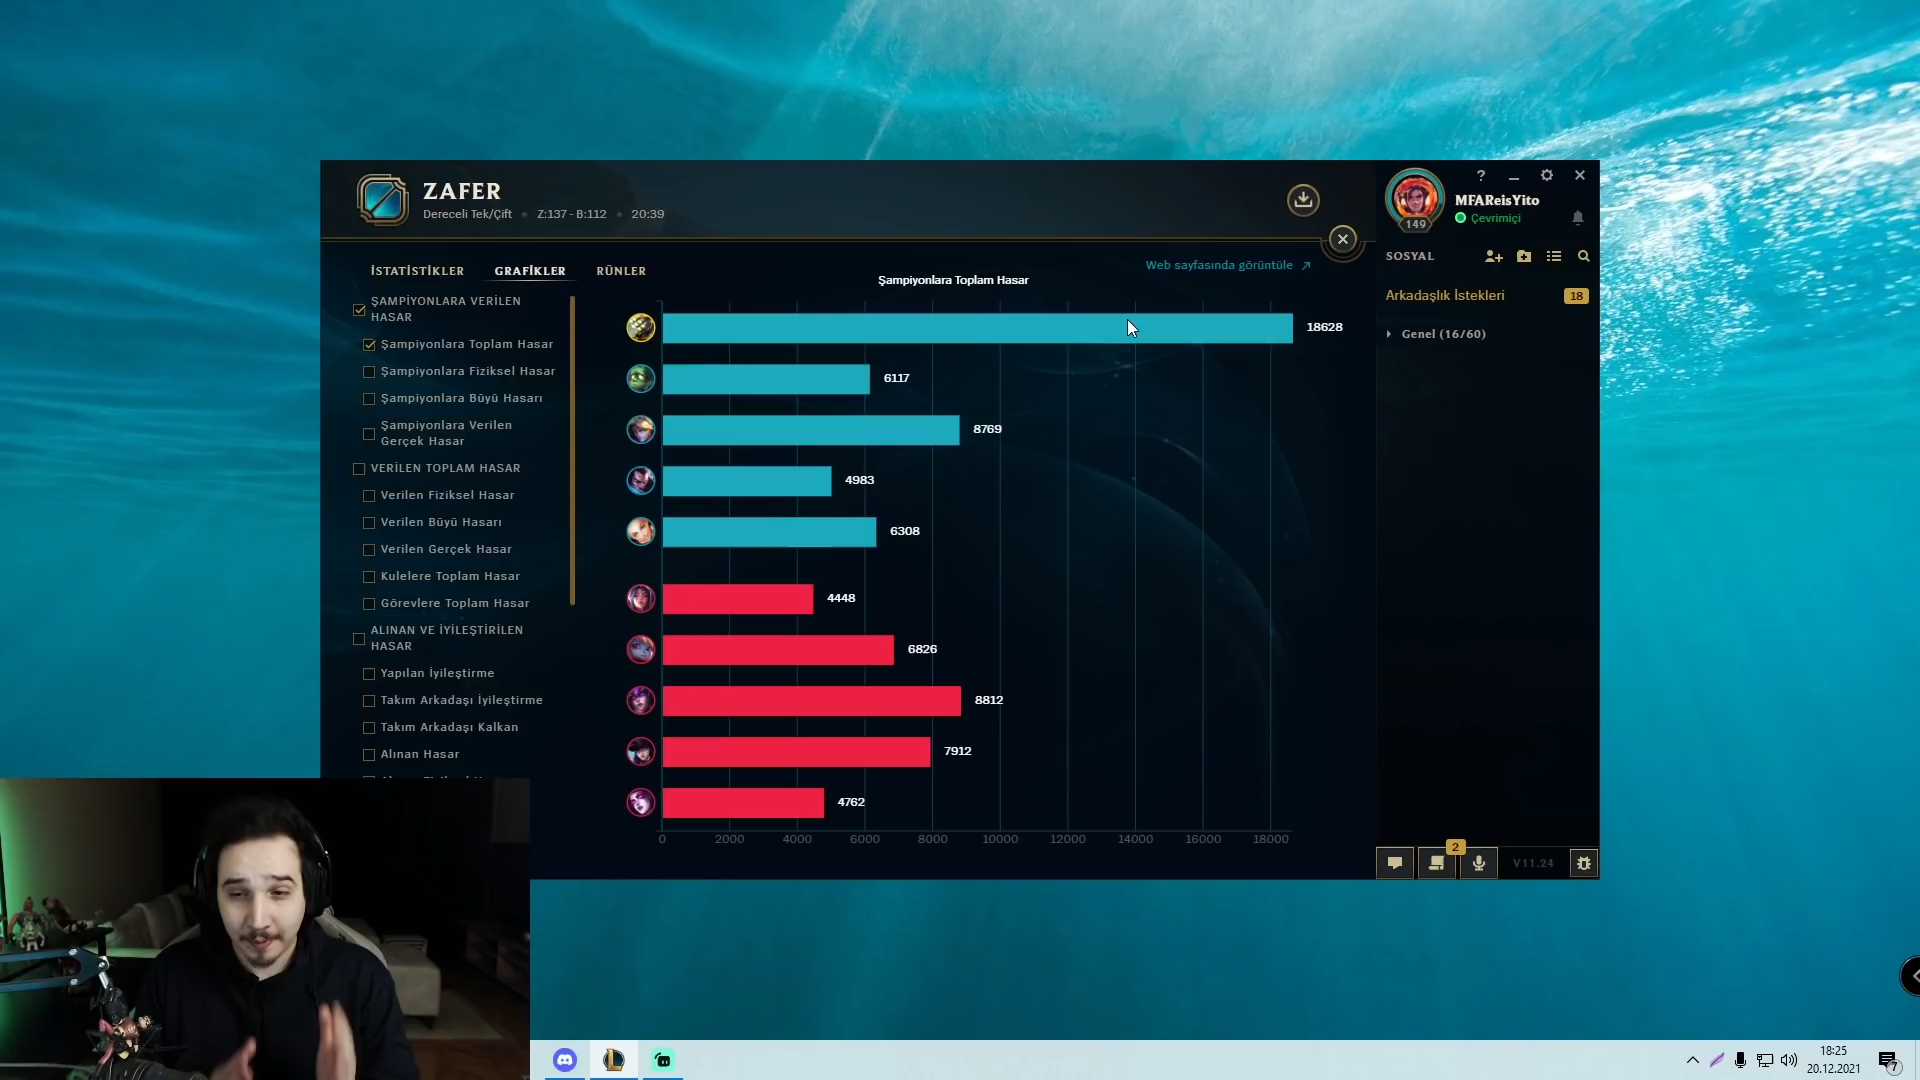 ZAFER
Dereceli Tek/Çift • Z:137 - B:112 • 20:39
İSTATİSTİKLER GRAFİKLER RÜNLER
Web sayfasında görüntüle
Şampiyonlara Toplam Hasar
ŞAMPİYONLARA VERİLEN
HASAR
Şampiyonlara Toplam Hasar
Şampiyonlara Fiziksel Hasar
Şampiyonlara Büyü Hasarı
Şampiyonlara Verilen
Gerçek Hasar
VERİLEN TOPLAM HASAR
Verilen Fiziksel Hasar
Verilen Büyü Hasarı
Verilen Gerçek Hasar
Kulelere Toplam Hasar
Görevlere Toplam Hasar
ALINAN VE İYİLEŞTİRİLEN
HASAR
Yapılan İyileştirme
Takım Arkadaşı İyileştirme
Takım Arkadaşı Kalkan
Alınan Hasar
18628
6117
8769
4983
6308
4448
6826
8812
7912
4762
0 2000 4000 6000 8000 10000 12000 14000 16000 18000
?
149
MFAReisYito
Çevrimiçi
SOSYAL
Arkadaşlık İstekleri 18
Genel (16/60)
2
V11.24
18:25
20.12.2021
7